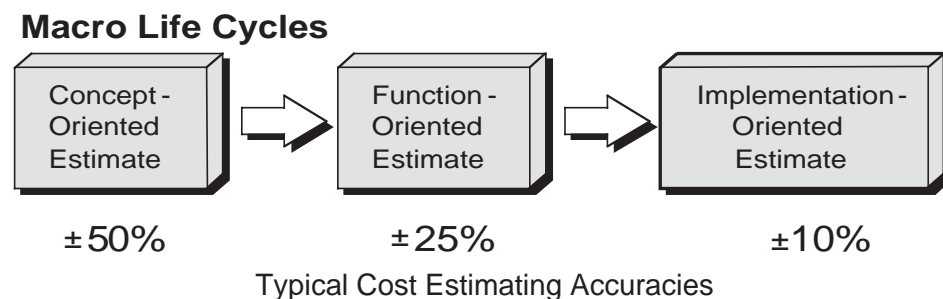 Macro Life Cycles
Concept -
Oriented
Estimate
Function -
Oriented
Estimate
Implementation -
Oriented
Estimate
±50%
±25%
±10%
Typical Cost Estimating Accuracies